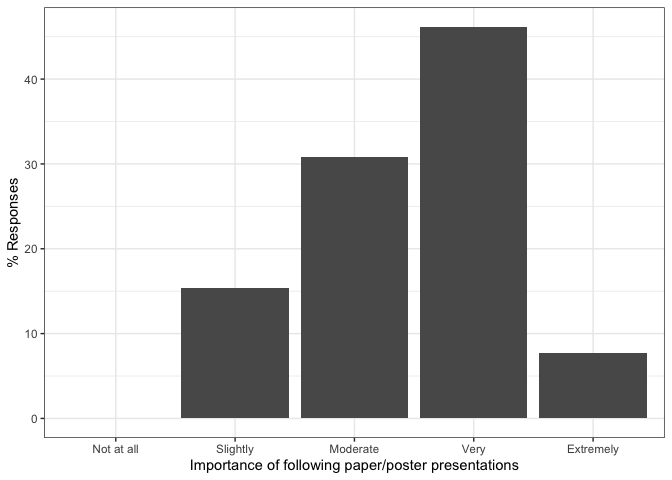 % Responses
40
30
20
10
0
Not at all Slightly Moderate Very Extremely
Importance of following paper/poster presentations